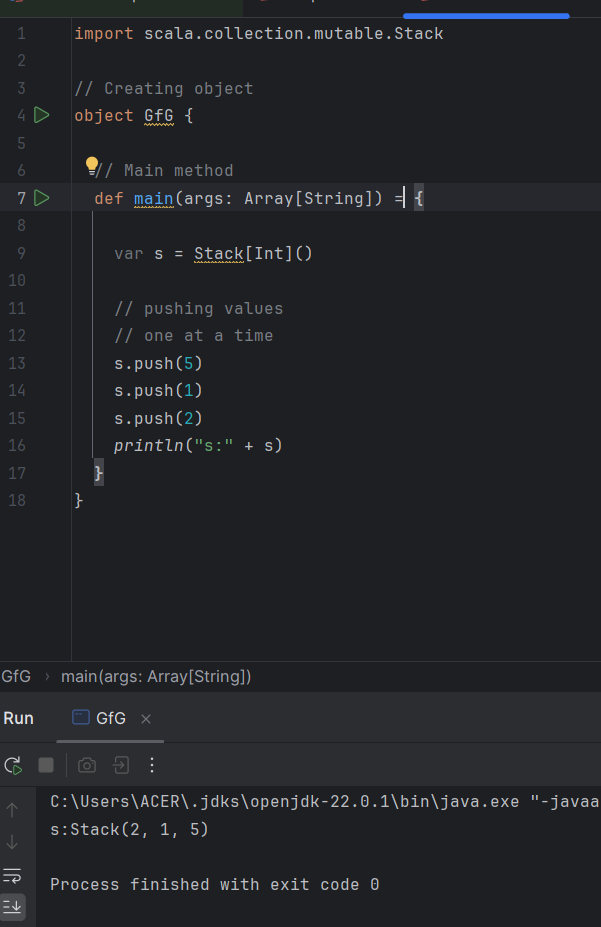 1 import scala.collection.mutable.Stack
2
3 // Creating object
4 object GfG {
5
6 // Main method
7 def main(args: Array[String]) = {
8
9 var s = Stack[Int]()
10
11 // pushing values
12 // one at a time
13 s.push(5)
14 s.push(1)
15 s.push(2)
16 println("s:" + s)
17 }
18 }
GfG › main(args: Array[String])
Run GfG
C:\Users\ACER\.jdks\openjdk-22.0.1\bin\java.exe "-javaa
s:Stack(2, 1, 5)
Process finished with exit code 0